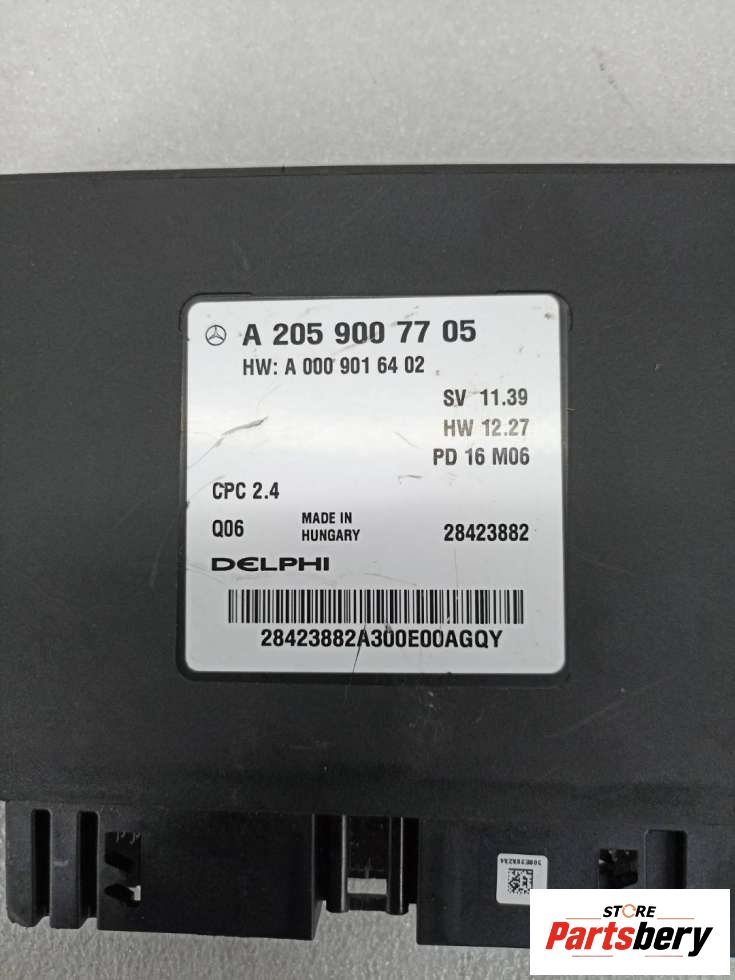 A 205 900 77 05
HW: A 000 901 64 02
SV 11.39
HW 12.27
PD 16 M06
CPC 2.4
Q06
MADE IN
HUNGARY
28423882
DELPHI
28423882A300E00AGQY
STORE
Partsbery